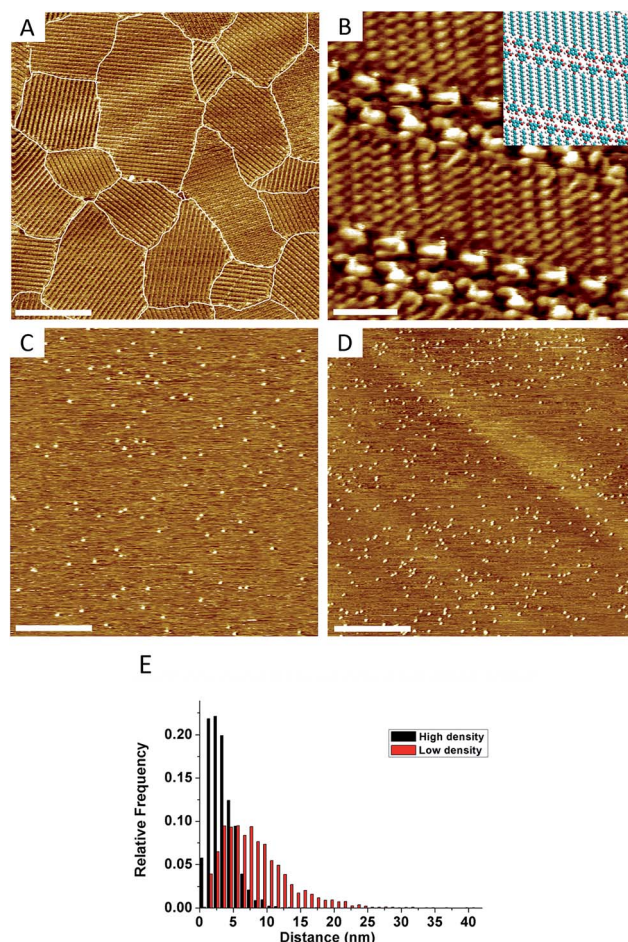 A
B
C
D
E
High density
Low density
Relative Frequency
0.20
0.15
0.10
0.05
0.00
0 5 10 15 20 25 30 35 40
Distance (nm)